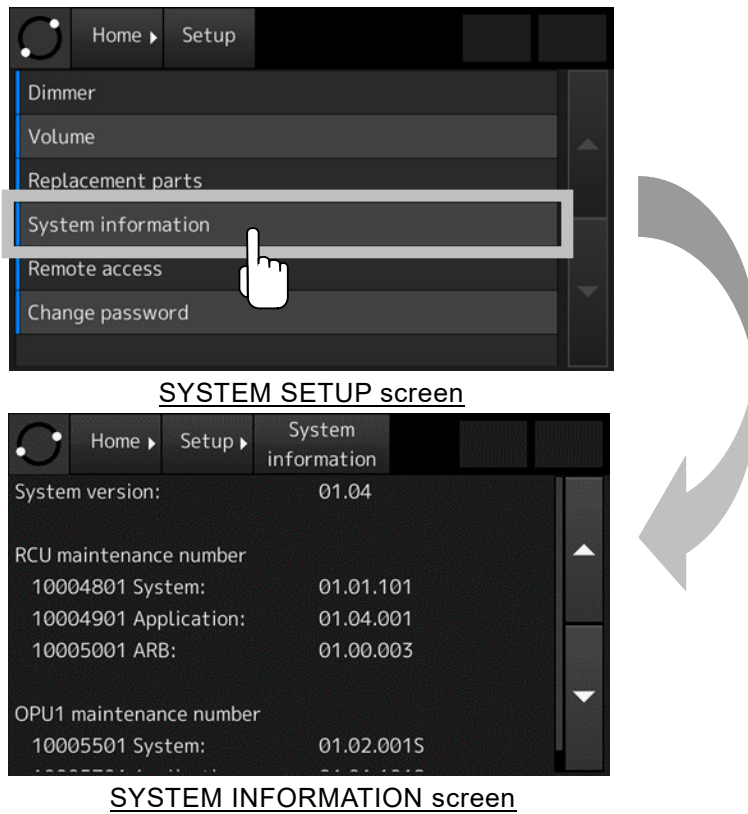 Home Setup
Dimmer
Volume
Replacement parts
System information
Remote access
Change password
SYSTEM SETUP screen
Home Setup System information
System version: 01.04
RCU maintenance number
10004801 System: 01.01.101
10004901 Application: 01.04.001
10005001 ARB: 01.00.003
OPU1 maintenance number
10005501 System: 01.02.001S
SYSTEM INFORMATION screen